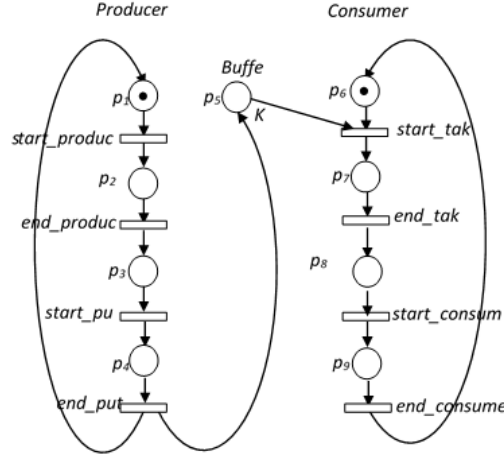 Producer
Consumer
Buffe
p1
p5
p6
K
start_produc
start_tak
p2
p7
end_produc
end_tak
p3
p8
start_pu
start_consum
p4
p9
end_put
end_consume